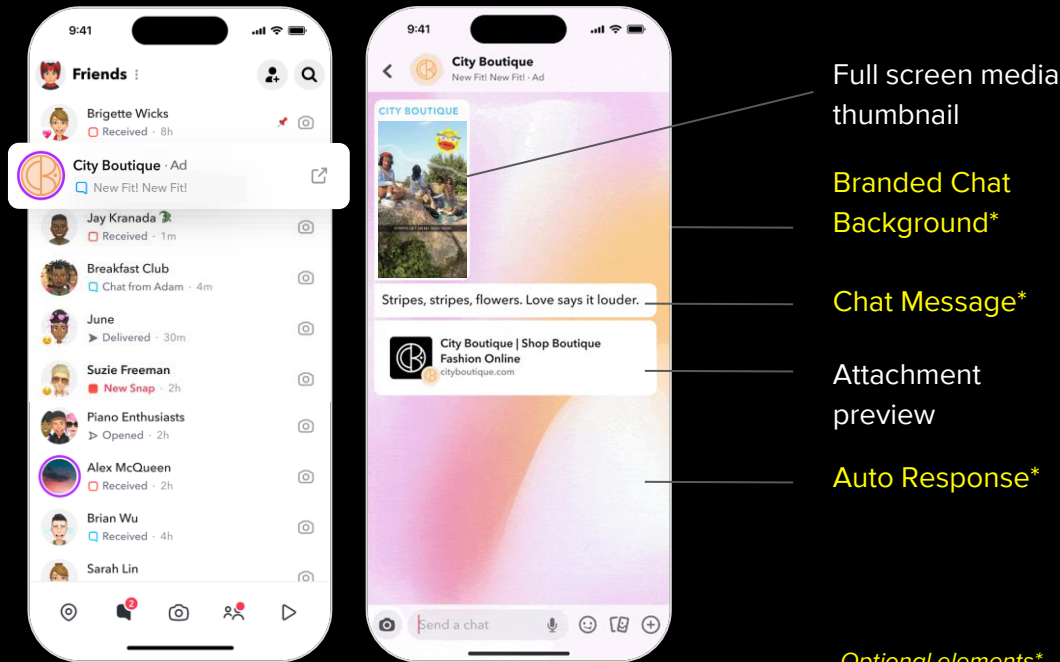 9:41
Friends
Brigette Wicks
Received · 8h
City Boutique · Ad
New Fit! New Fit!
Jay Kranada
Received · 1m
Breakfast Club
Chat from Adam · 4m
June
Delivered · 30m
Suzie Freeman
New Snap · 2h
Piano Enthusiasts
Opened · 2h
Alex McQueen
Received · 2h
Brian Wu
Received · 4h
Sarah Lin
2
9:41
City Boutique
New Fit! New Fit! · Ad
CITY BOUTIQUE
Stripes, stripes, flowers. Love says it louder.
City Boutique | Shop Boutique
Fashion Online
cityboutique.com
Send a chat
Full screen media
thumbnail
Branded Chat
Background*
Chat Message*
Attachment
preview
Auto Response*
Optional elements*